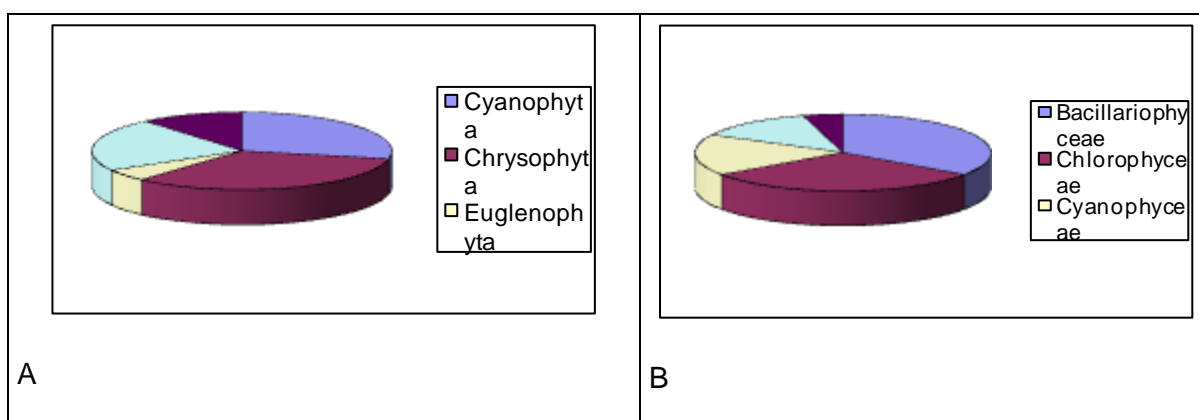 Cyanophyt
a
Chrysophyt
a
Euglenoph
yta
A
Bacillariophy
ceae
Chlorophyce
ae
Cyanophyce
ae
B